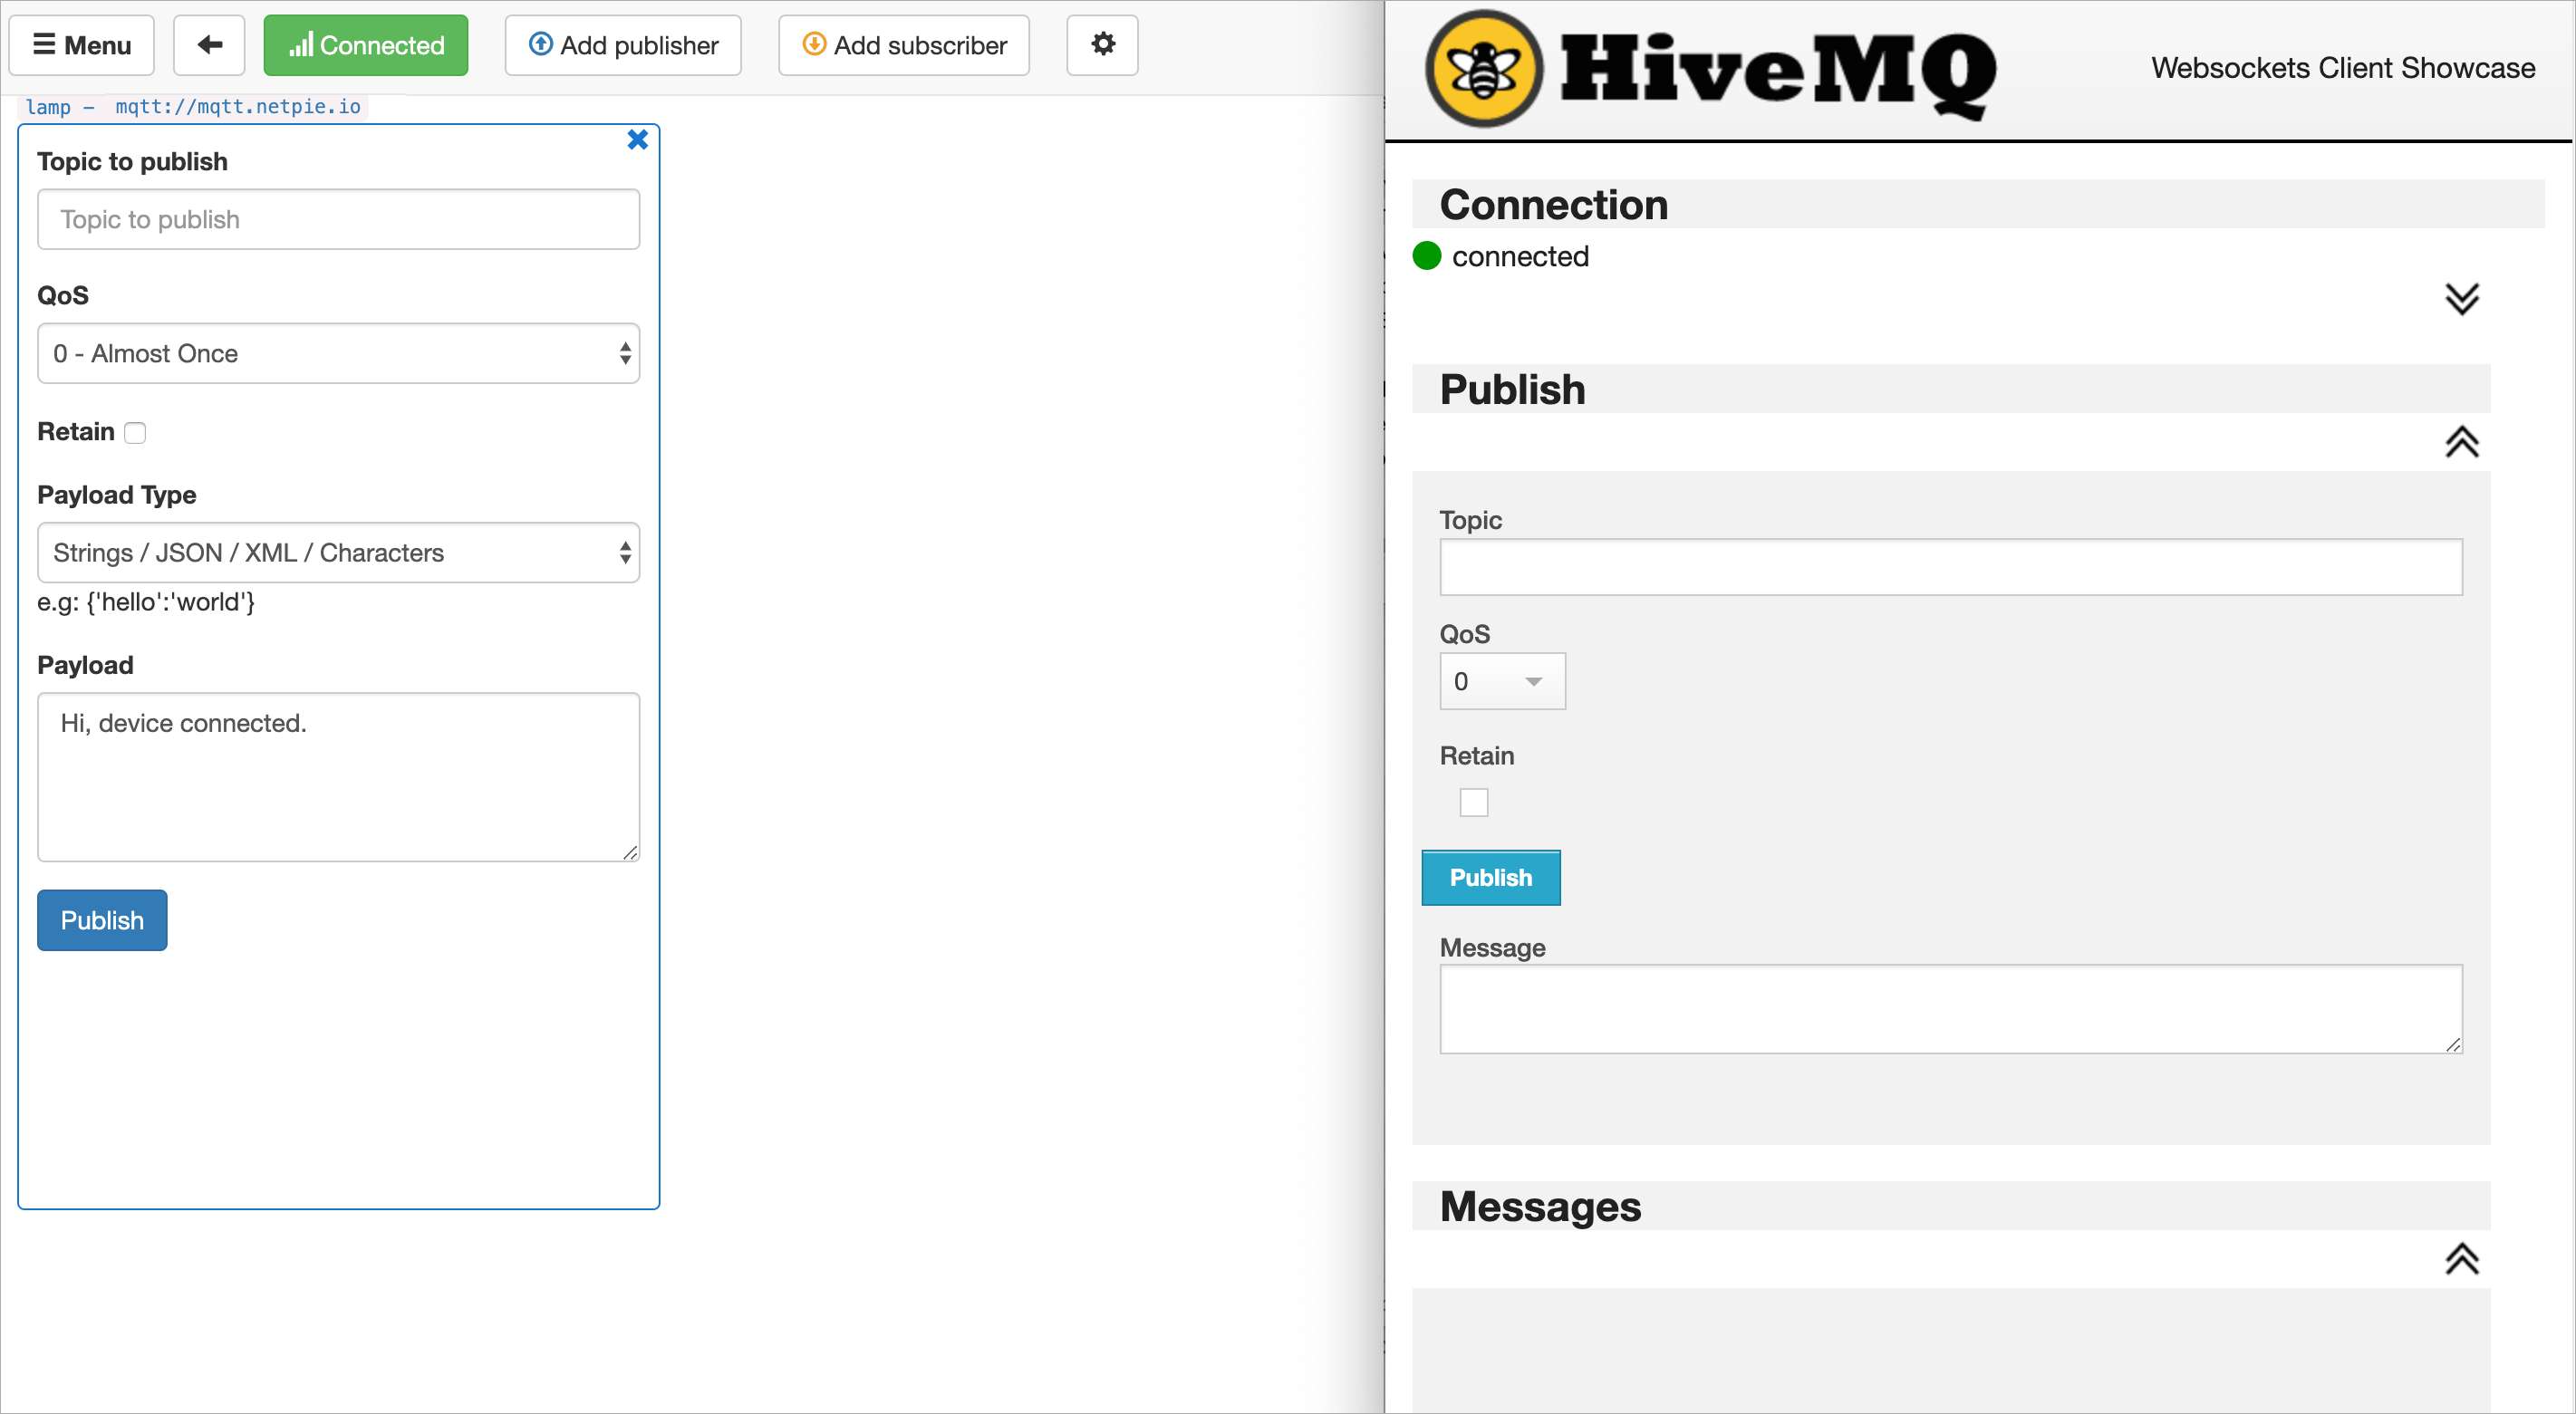 Menu
Connected
Add publisher
Add subscriber
lamp - mqtt://mqtt.netpie.io
Topic to publish
Topic to publish
QoS
0 - Almost Once
Retain
Payload Type
Strings / JSON / XML / Characters
e.g: {'hello':'world'}
Payload
Hi, device connected.
Publish
HiveMQ
Websockets Client Showcase
Connection
connected
Publish
Topic
QoS
0
Retain
Publish
Message
Messages